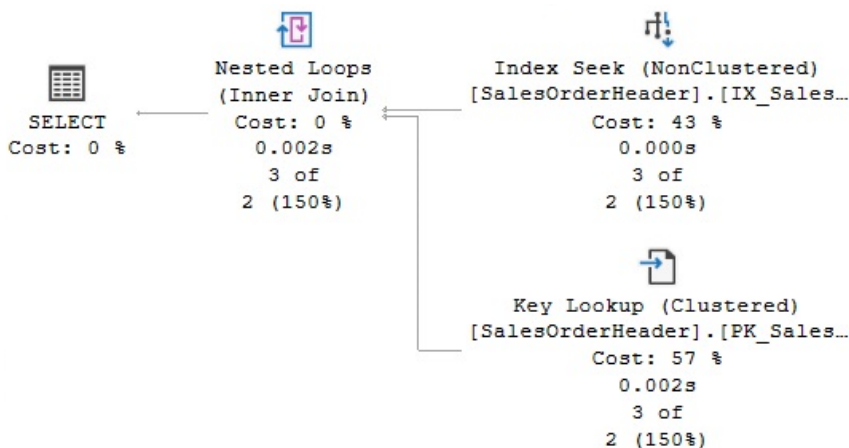 SELECT
Cost: 0 %
Nested Loops
(Inner Join)
Cost: 0 %
0.002s
3 of
2 (150%)
Index Seek (NonClustered)
[SalesOrderHeader].[IX_Sales…
Cost: 43 %
0.000s
3 of
2 (150%)
Key Lookup (Clustered)
[SalesOrderHeader].[PK_Sales…
Cost: 57 %
0.002s
3 of
2 (150%)